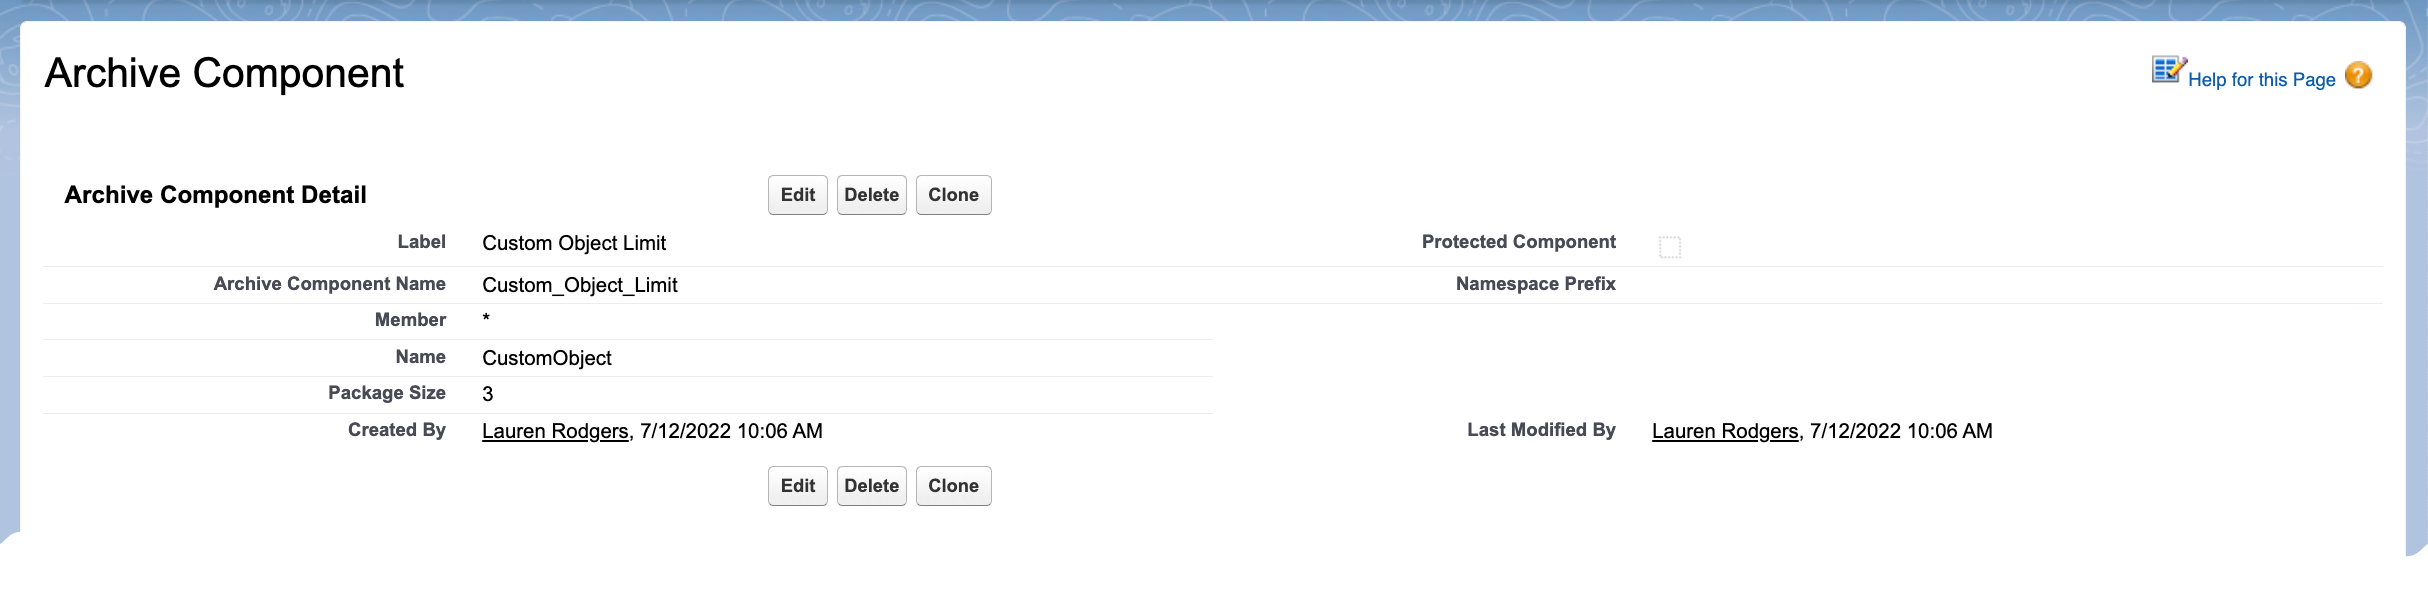 Archive Component
Help for this Page ?
Archive Component Detail Edit Delete Clone
Label Custom Object Limit Protected Component
Archive Component Name Custom_Object_Limit Namespace Prefix
Member *
Name CustomObject
Package Size 3
Created By Lauren Rodgers, 7/12/2022 10:06 AM Last Modified By Lauren Rodgers, 7/12/2022 10:06 AM
Edit Delete Clone